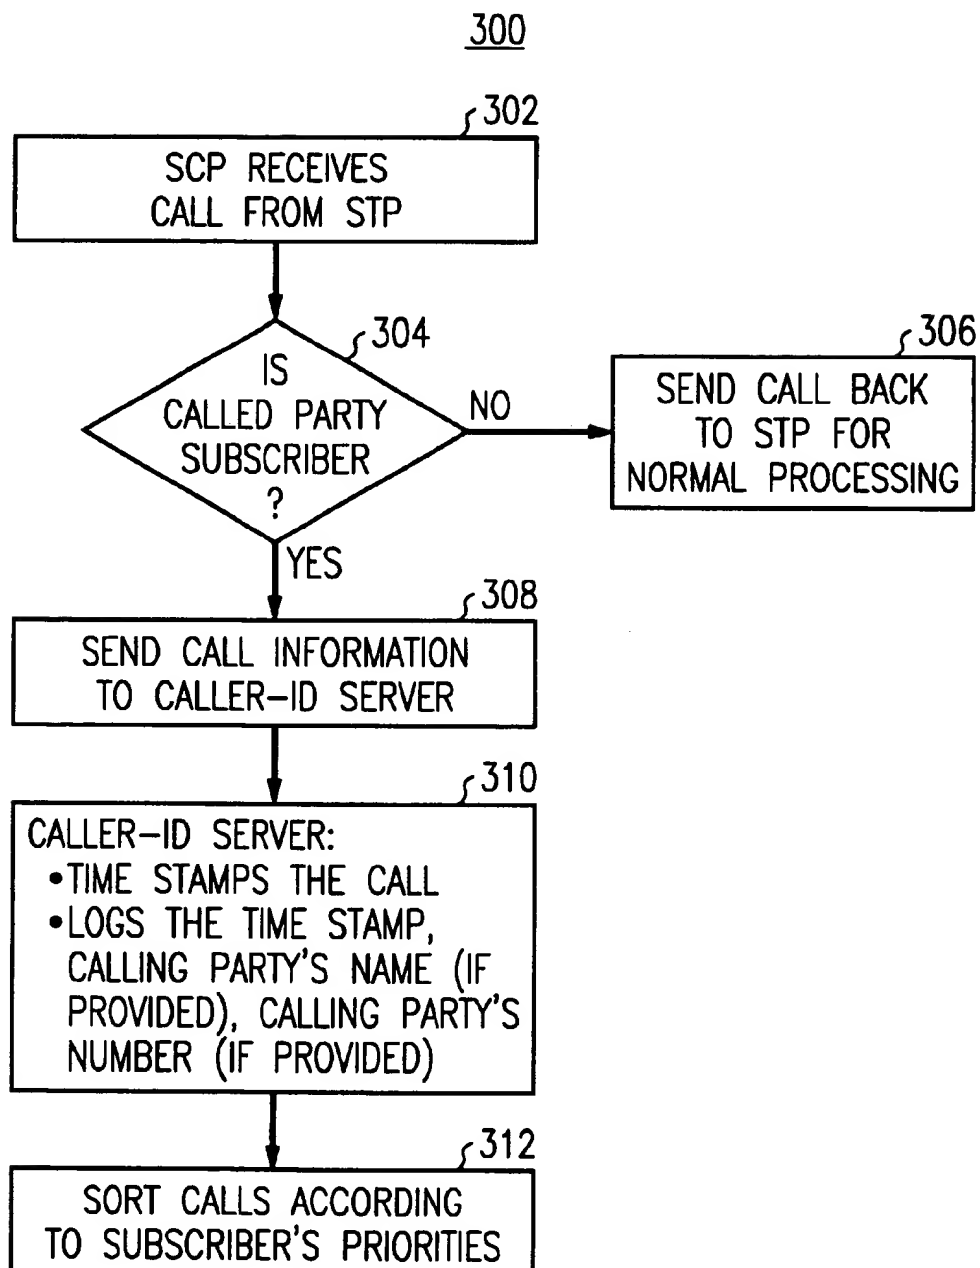 300
302
SCP RECEIVES
CALL FROM STP
304
IS
CALLED PARTY
SUBSCRIBER
?
NO
306
SEND CALL BACK
TO STP FOR
NORMAL PROCESSING
YES
308
SEND CALL INFORMATION
TO CALLER-ID SERVER
310
CALLER-ID SERVER:
•TIME STAMPS THE CALL
•LOGS THE TIME STAMP,
CALLING PARTY'S NAME (IF
PROVIDED), CALLING PARTY'S
NUMBER (IF PROVIDED)
312
SORT CALLS ACCORDING
TO SUBSCRIBER'S PRIORITIES